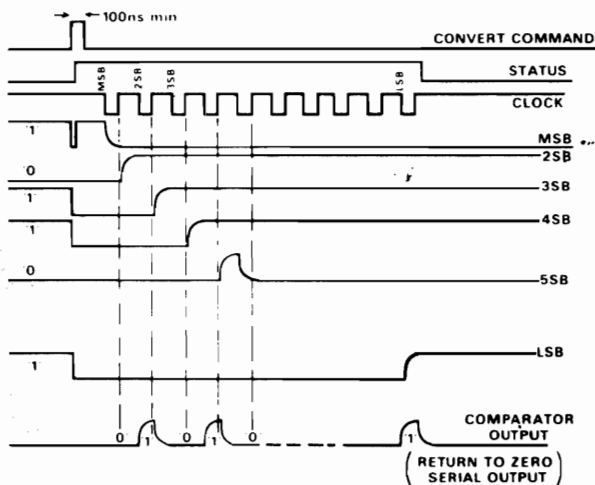 100ns min
CONVERT COMMAND
STATUS
MSB 2SB 3SB LSB
CLOCK
1
MSB
2SB
0
1
3SB
1
4SB
0
5SB
1
LSB
COMPARATOR
OUTPUT
0 1 0 1 0 1
(RETURN TO ZERO
SERIAL OUTPUT)